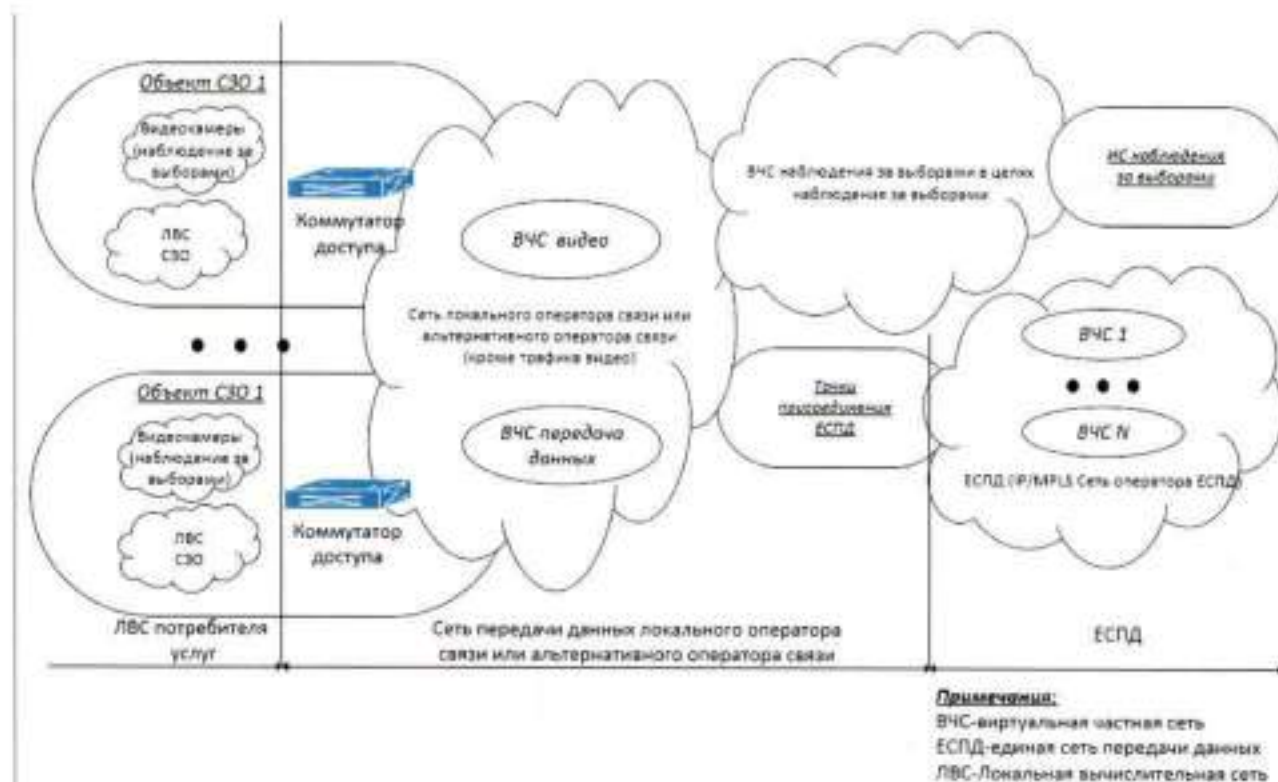 Объект СЗО 1
Видеокамеры
(наблюдение за
выборами)
ЛВС
СЗО
Коммутатор
доступа
ВЧС видео
Сеть локального оператора связи или
альтернативного оператора связи
(кроме трафика видео)
ВЧС передача
данных
ВЧС наблюдения за выборами в целях
наблюдения за выборами
ИС наблюдения
за выборами
Объект СЗО 1
Видеокамеры
(наблюдение за
выборами)
ЛВС
СЗО
Коммутатор
доступа
Точки
присоединения
ЕСПД
ВЧС 1
ВЧС N
ЕСПД (IP/MPLS Сеть оператора ЕСПД)
ЛВС потребителя
услуг
Сеть передачи данных локального оператора
связи или альтернативного оператора связи
ЕСПД
Примечания:
ВЧС-виртуальная частная сеть
ЕСПД-единая сеть передачи данных
ЛВС-Локальная вычислительная сеть